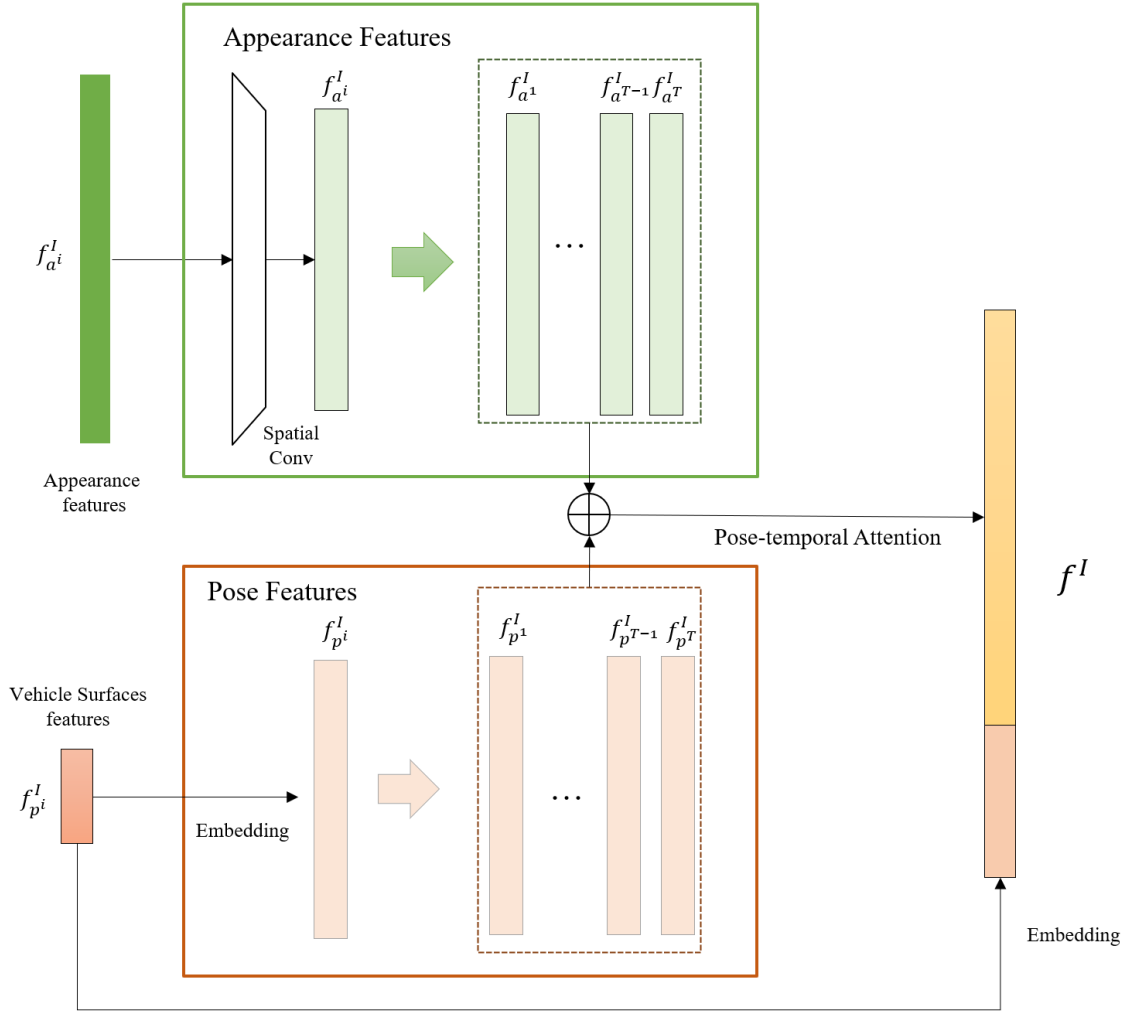 Appearance Features
$f_{a^i}^I$
$f_{a^1}^I$
…
$f_{a^{T-1}}^I$ $f_{a^T}^I$
$f_{a^i}^I$
Spatial
Conv
Appearance
features
Pose-temporal Attention
$f^I$
Pose Features
$f_{p^i}^I$
$f_{p^1}^I$
…
$f_{p^{T-1}}^I$ $f_{p^T}^I$
Vehicle Surfaces
features
$f_{p^i}^I$
Embedding
Embedding